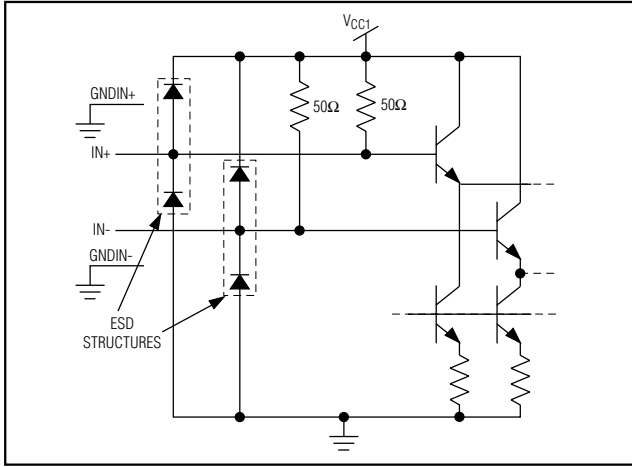 VCC1
GNDIN+
50Ω
50Ω
IN+
IN-
GNDIN-
ESD
STRUCTURES